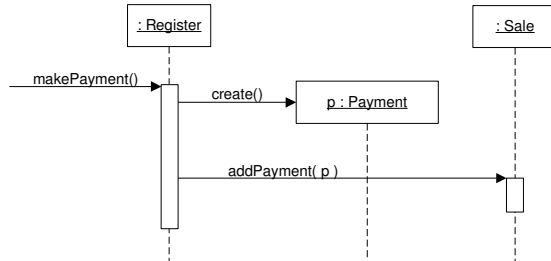 : Register
: Sale
makePayment()
create()
p : Payment
addPayment( p )